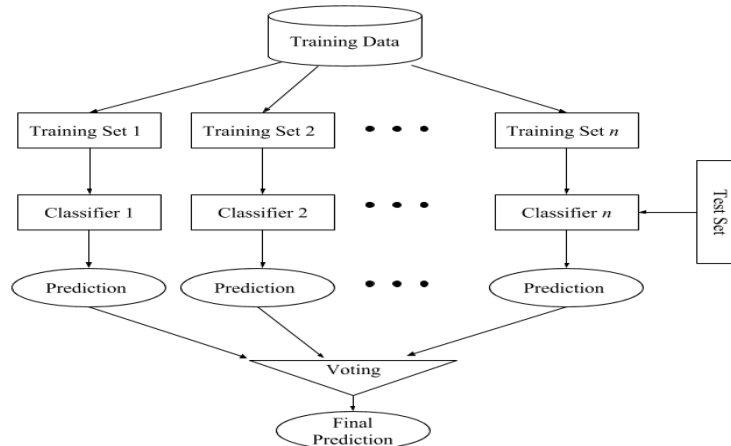 Training Data
Training Set 1
Training Set 2
Training Set n
Classifier 1
Classifier 2
Classifier n
Test Set
Prediction
Prediction
Prediction
Voting
Final
Prediction